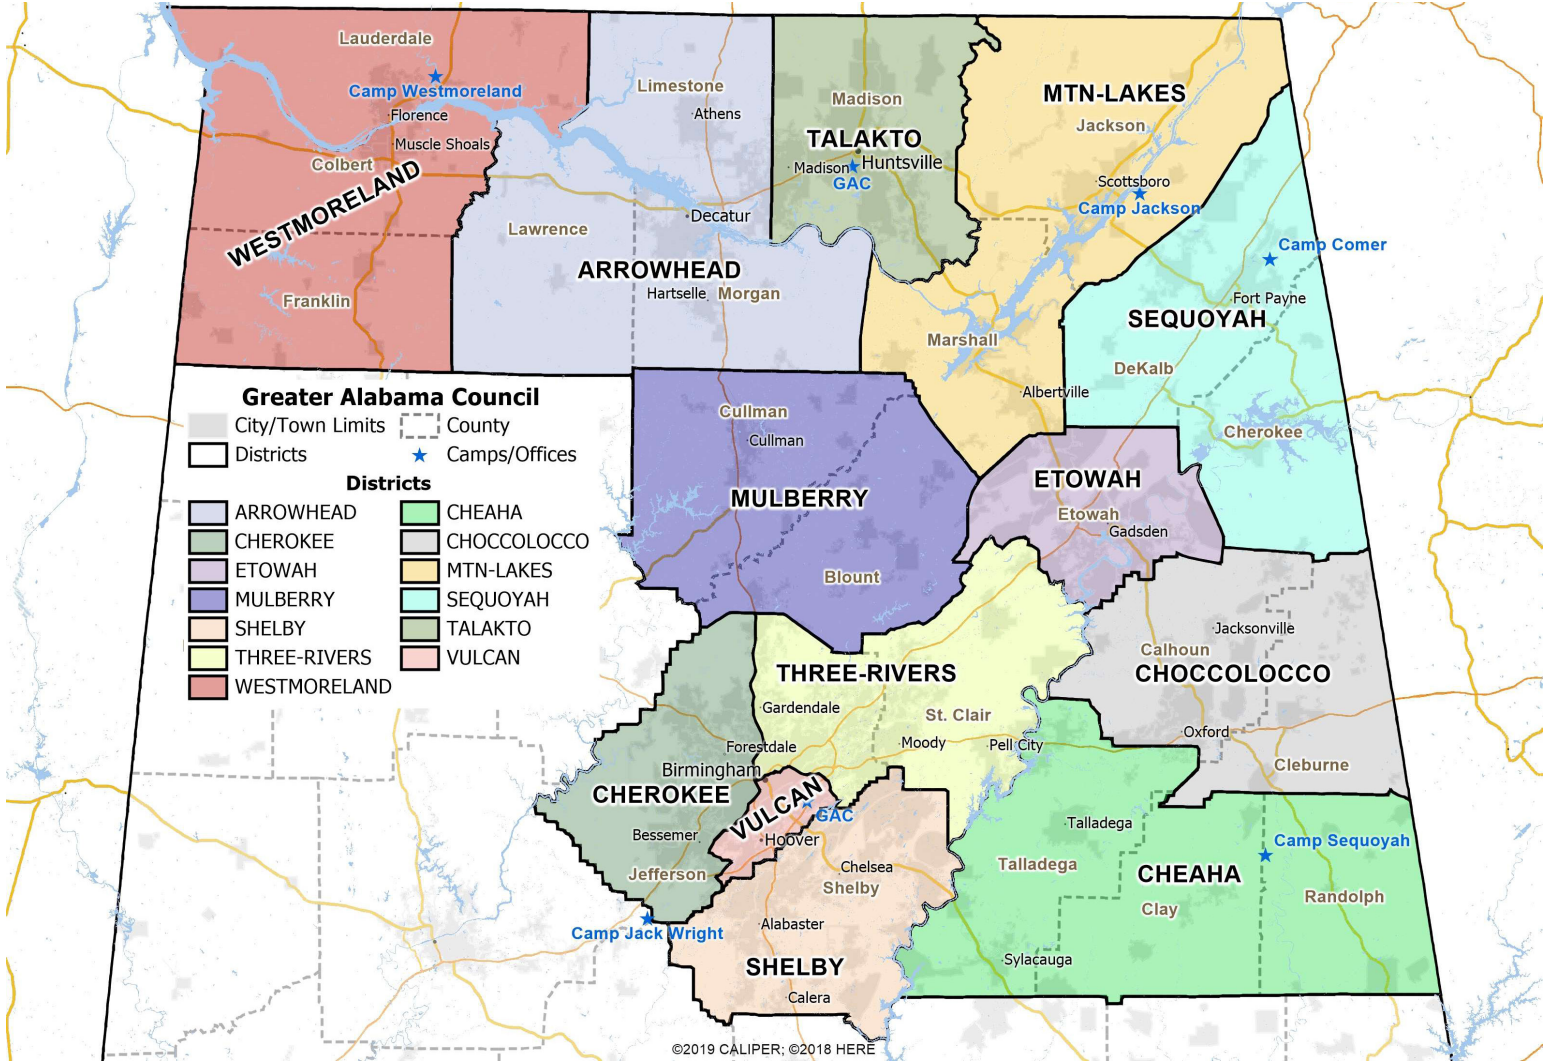 Lauderdale
Camp Westmoreland
Florence
Muscle Shoals
Colbert
WESTMORELAND
Franklin
Limestone
Athens
Lawrence
Decatur
ARROWHEAD
Hartselle
Morgan
Madison
TALAKTO
Madison
Huntsville
GAC
MTN-LAKES
Jackson
Scottsboro
Camp Jackson
Marshall
Albertville
Camp Comer
Fort Payne
SEQUOYAH
DeKalb
Cherokee
Greater Alabama Council
City/Town Limits
County
Districts
Camps/Offices
Districts
ARROWHEAD
CHEAHA
CHEROKEE
CHOCCOLOCCO
ETOWAH
MTN-LAKES
MULBERRY
SEQUOYAH
SHELBY
TALAKTO
THREE-RIVERS
VULCAN
WESTMORELAND
Cullman
Cullman
MULBERRY
Blount
ETOWAH
Etowah
Gadsden
Jacksonville
Calhoun
CHOCCOLOCCO
Oxford
Cleburne
THREE-RIVERS
Gardendale
St. Clair
Moody
Pell City
Forestdale
Birmingham
CHEROKEE
Bessemer
Jefferson
Camp Jack Wright
VULCAN
GAC
Hoover
Chelsea
Shelby
Alabaster
SHELBY
Calera
Talladega
Talladega
CHEAHA
Camp Sequoyah
Clay
Randolph
Sylacauga
©2019 CALIPER; ©2018 HERE